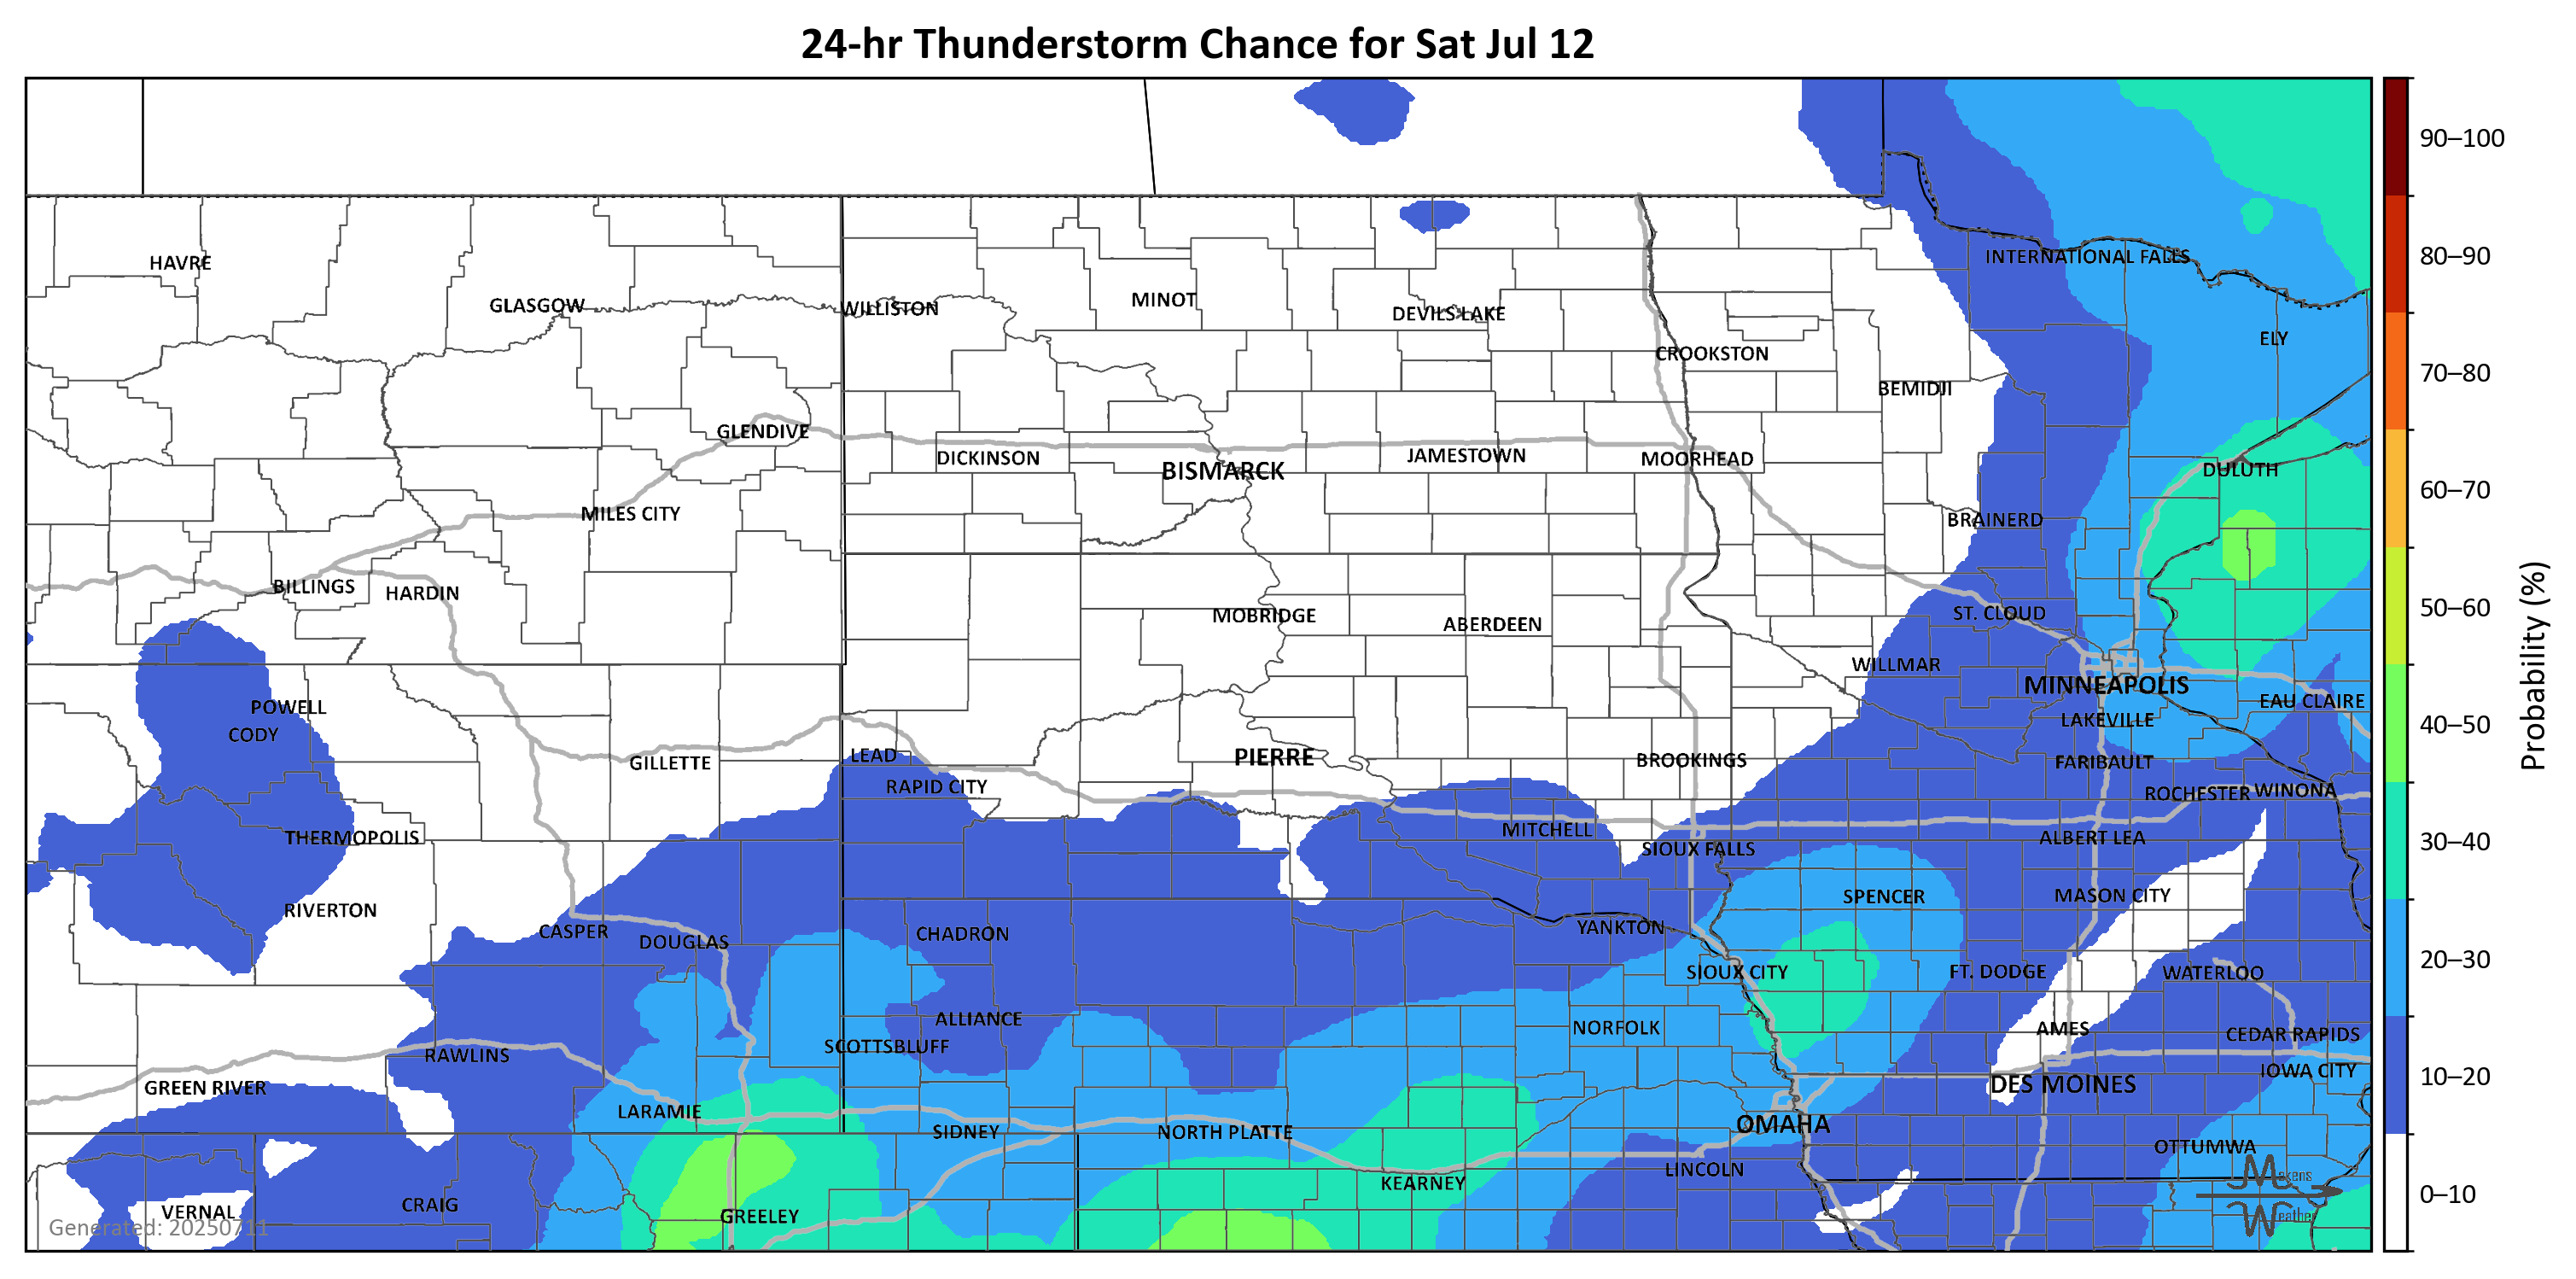 24-hr Thunderstorm Chance for Sat Jul 12
90–100
80–90
70–80
60–70
50–60
40–50
30–40
20–30
10–20
0–10
Probability (%)
INTERNATIONAL FALLS
HAVRE
GLASGOW
WILLISTON
MINOT
DEVILS LAKE
ELY
CROOKSTON
BEMIDJI
GLENDIVE
DICKINSON
BISMARCK
JAMESTOWN
MOORHEAD
DULUTH
MILES CITY
BRAINERD
BILLINGS
HARDIN
MOBRIDGE
ABERDEEN
ST. CLOUD
WILLMAR
MINNEAPOLIS
EAU CLAIRE
POWELL
CODY
LAKEVILLE
GILLETTE
LEAD
PIERRE
BROOKINGS
FARIBAULT
RAPID CITY
ROCHESTER
WINONA
THERMOPOLIS
MITCHELL
ALBERT LEA
SIOUX FALLS
RIVERTON
SPENCER
MASON CITY
CASPER
DOUGLAS
CHADRON
YANKTON
SIOUX CITY
FT. DODGE
WATERLOO
ALLIANCE
NORFOLK
AMES
CEDAR RAPIDS
RAWLINS
SCOTTSBLUFF
GREEN RIVER
DES MOINES
IOWA CITY
LARAMIE
SIDNEY
NORTH PLATTE
OMAHA
OTTUMWA
LINCOLN
KEARNEY
VERNAL
CRAIG
GREELEY
Makens
Weather
Generated: 20250711